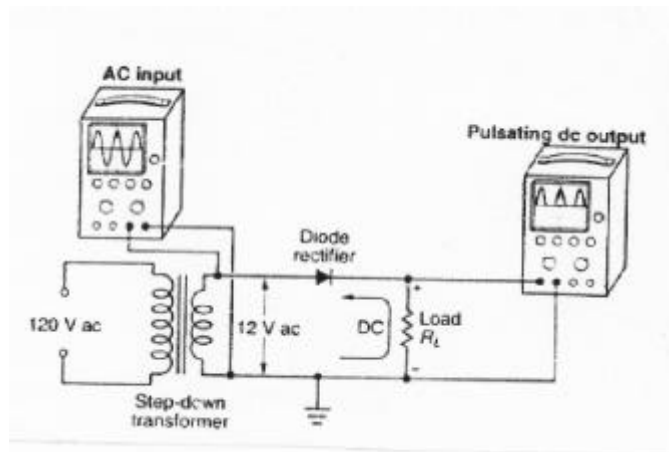 AC input
Pulsating dc output
Diode
rectifier
120 V ac
12 V ac
DC
+
Load
R_L
−
Step-down
transformer